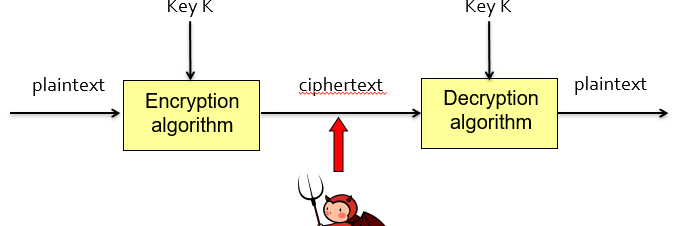 Key K
Key K
plaintext
ciphertext
plaintext
Encryption
algorithm
Decryption
algorithm